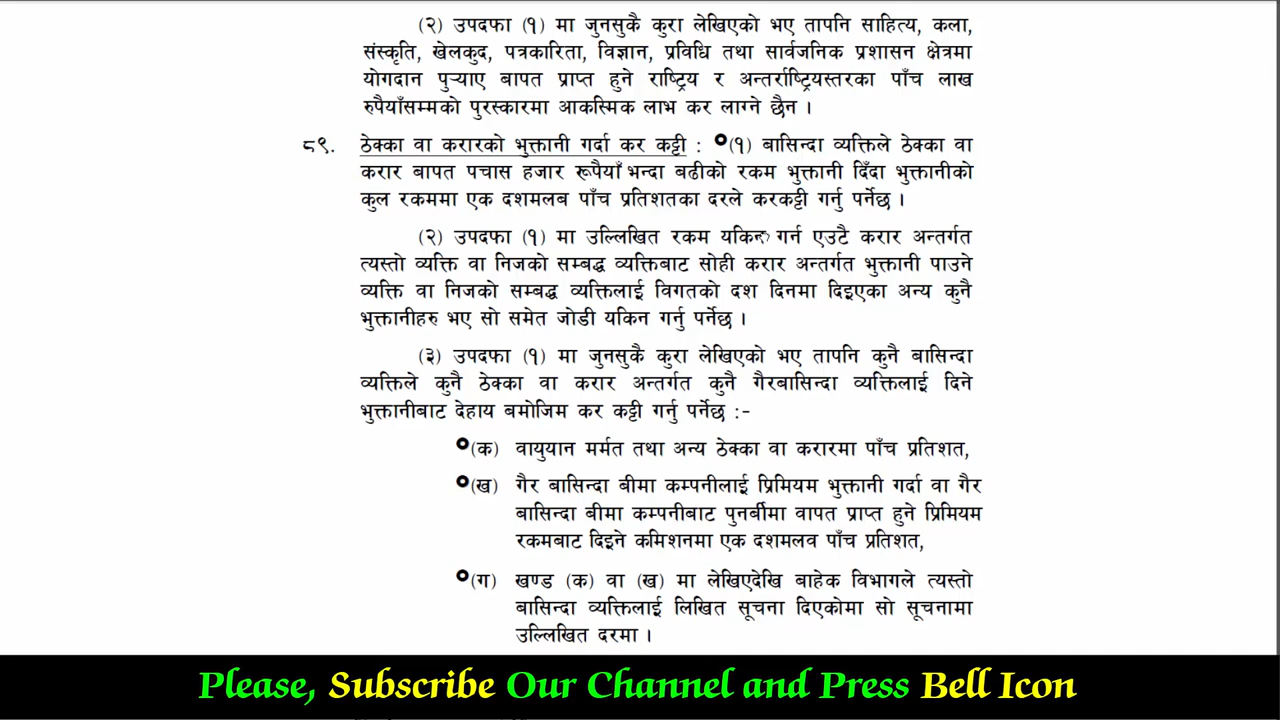 (२) उपदफा (१) मा जुनसुकै कुरा लेखिएको भए तापनि साहित्य, कला,
संस्कृति, खेलकुद, पत्रकारिता, विज्ञान, प्रविधि तथा सार्वजनिक प्रशासन क्षेत्रमा
योगदान पुर्‍याए बापत प्राप्त हुने राष्ट्रिय र अन्तर्राष्ट्रियस्तरका पाँच लाख
रुपैयाँसम्मको पुरस्कारमा आकस्मिक लाभ कर लाग्ने छैन ।
८९. ठेक्का वा करारको भुक्तानी गर्दा कर कट्टी : (१) बासिन्दा व्यक्तिले ठेक्का वा
करार बापत पचास हजार रूपैयाँ भन्दा बढीको रकम भुक्तानी दिँदा भुक्तानीको
कुल रकममा एक दशमलब पाँच प्रतिशतका दरले करकट्टी गर्नु पर्नेछ ।
(२) उपदफा (१) मा उल्लिखित रकम यकिन गर्न एउटै करार अन्तर्गत
त्यस्तो व्यक्ति वा निजको सम्बद्ध व्यक्तिबाट सोही करार अन्तर्गत भुक्तानी पाउने
व्यक्ति वा निजको सम्बद्ध व्यक्तिलाई विगतको दश दिनमा दिइएका अन्य कुनै
भुक्तानीहरु भए सो समेत जोडी यकिन गर्नु पर्नेछ ।
(३) उपदफा (१) मा जुनसुकै कुरा लेखिएको भए तापनि कुनै बासिन्दा
व्यक्तिले कुनै ठेक्का वा करार अन्तर्गत कुनै गैरबासिन्दा व्यक्तिलाई दिने
भुक्तानीबाट देहाय बमोजिम कर कट्टी गर्नु पर्नेछ :-
(क) वायुयान मर्मत तथा अन्य ठेक्का वा करारमा पाँच प्रतिशत,
(ख) गैर बासिन्दा बीमा कम्पनीलाई प्रिमियम भुक्तानी गर्दा वा गैर
बासिन्दा बीमा कम्पनीबाट पुनर्बीमा वापत प्राप्त हुने प्रिमियम
रकमबाट दिइने कमिशनमा एक दशमलव पाँच प्रतिशत,
(ग) खण्ड (क) वा (ख) मा लेखिएदेखि बाहेक विभागले त्यस्तो
बासिन्दा व्यक्तिलाई लिखित सूचना दिएकोमा सो सूचनामा
उल्लिखित दरमा ।
Please, Subscribe Our Channel and Press Bell Icon